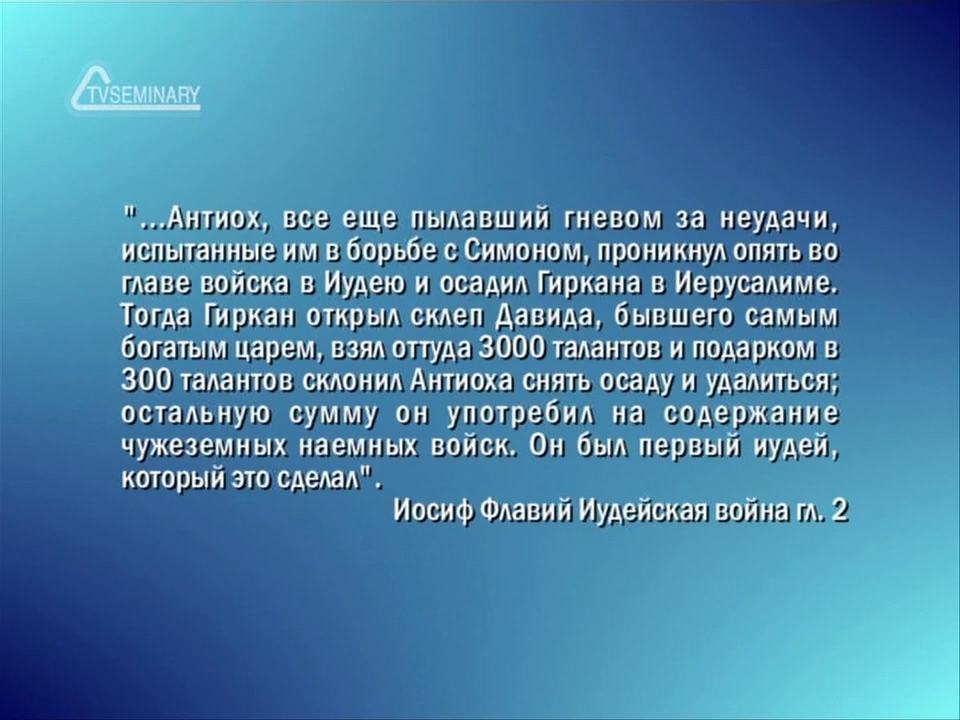 TVSEMINARY
"...Антиох, все еще пылавший гневом за неудачи,
испытанные им в борьбе с Симоном, проникнул опять во
главе войска в Иудею и осадил Гиркана в Иерусалиме.
Тогда Гиркан открыл склеп Давида, бывшего самым
богатым царем, взял оттуда 3000 талантов и подарком в
300 талантов склонил Антиоха снять осаду и удалиться;
остальную сумму он употребил на содержание
чужеземных наемных войск. Он был первый иудей,
который это сделал".
Иосиф Флавий Иудейская война гл. 2